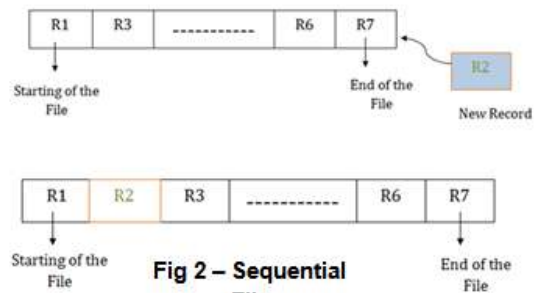 R1 R3 ------------ R6 R7
R2
Starting of the
File
End of the
File
New Record
R1 R2 R3 ------------ R6 R7
Starting of the
File
Fig 2 – Sequential
End of the
File